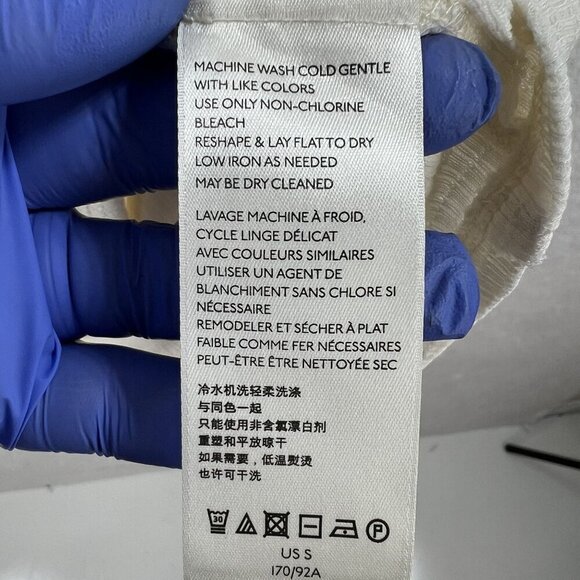 MACHINE WASH COLD GENTLE
WITH LIKE COLORS
USE ONLY NON-CHLORINE
BLEACH
RESHAPE & LAY FLAT TO DRY
LOW IRON AS NEEDED
MAY BE DRY CLEANED
LAVAGE MACHINE À FROID,
CYCLE LINGE DÉLICAT
AVEC COULEURS SIMILAIRES
UTILISER UN AGENT DE
BLANCHIMENT SANS CHLORE SI
NÉCESSAIRE
REMODELER ET SÉCHER À PLAT
FAIBLE COMME FER NÉCESSAIRES
PEUT-ÊTRE ÊTRE NETTOYÉE SEC
冷水机洗轻柔洗涤
与同色一起
只能使用非含氯漂白剂
重塑和平放晾干
如果需要，低温熨烫
也许可干洗
30 P
US S
170/92A